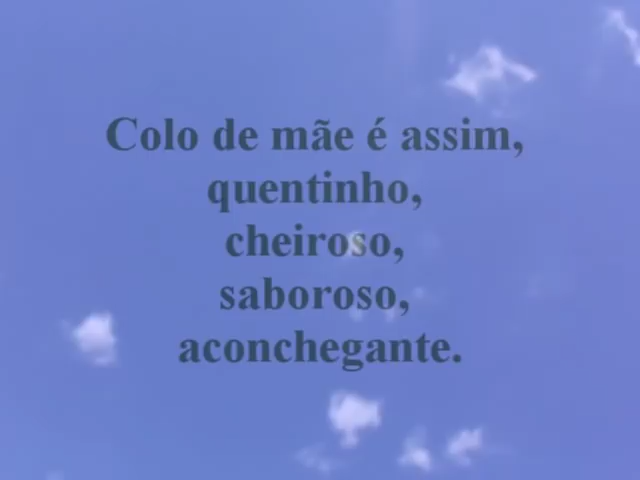 Colo de mãe é assim,
quentinho,
cheiroso,
saboroso,
aconchegante.